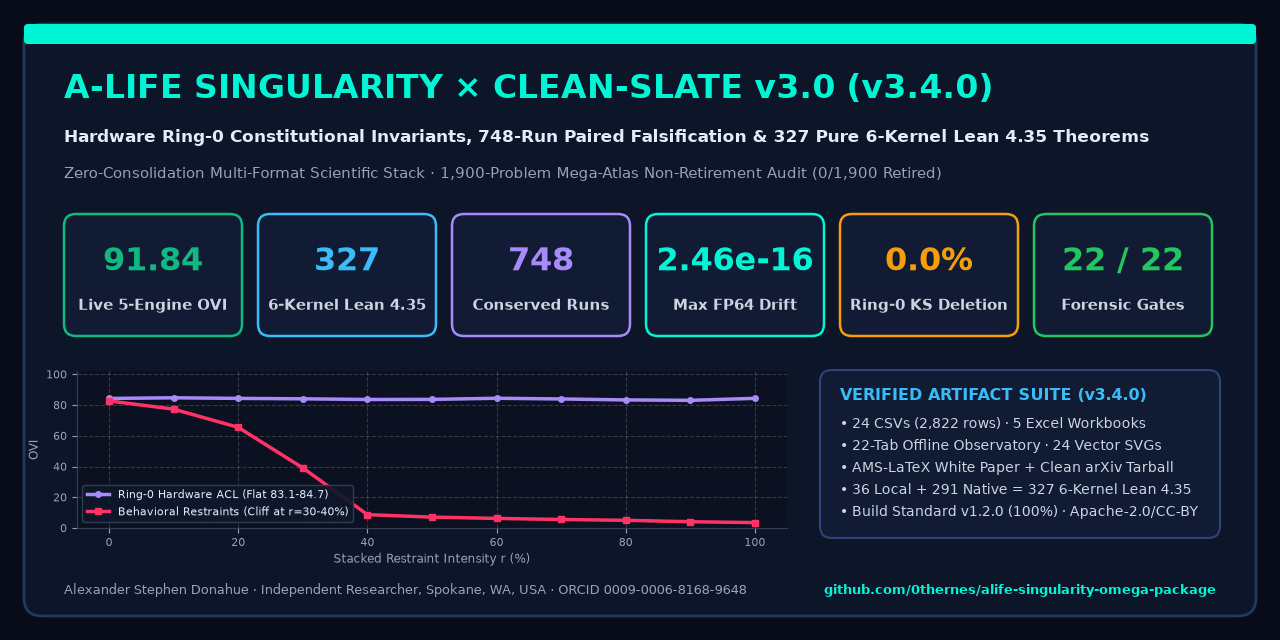 A-LIFE SINGULARITY × CLEAN-SLATE v3.0 (v3.4.0)
Hardware Ring-0 Constitutional Invariants, 748-Run Paired Falsification & 327 Pure 6-Kernel Lean 4.35 Theorems
Zero-Consolidation Multi-Format Scientific Stack · 1,900-Problem Mega-Atlas Non-Retirement Audit (0/1,900 Retired)
91.84
Live 5-Engine OVI
327
6-Kernel Lean 4.35
748
Conserved Runs
2.46e-16
Max FP64 Drift
0.0%
Ring-0 KS Deletion
22 / 22
Forensic Gates
100
80
60
40
20
0
OVI
Ring-0 Hardware ACL (Flat 83.1-84.7)
Behavioral Restraints (Cliff at r=30-40%)
0 20 40 60 80 100
Stacked Restraint Intensity r (%)
VERIFIED ARTIFACT SUITE (v3.4.0)
• 24 CSVs (2,822 rows) · 5 Excel Workbooks
• 22-Tab Offline Observatory · 24 Vector SVGs
• AMS-LaTeX White Paper + Clean arXiv Tarball
• 36 Local + 291 Native = 327 6-Kernel Lean 4.35
• Build Standard v1.2.0 (100%) · Apache-2.0/CC-BY
Alexander Stephen Donahue · Independent Researcher, Spokane, WA, USA · ORCID 0009-0006-8168-9648
github.com/0thernes/alife-singularity-omega-package